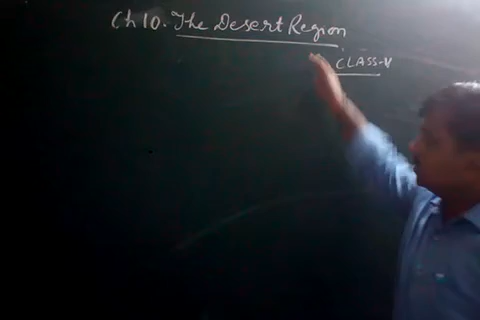 Ch 10. The Desert Region
CLASS-V